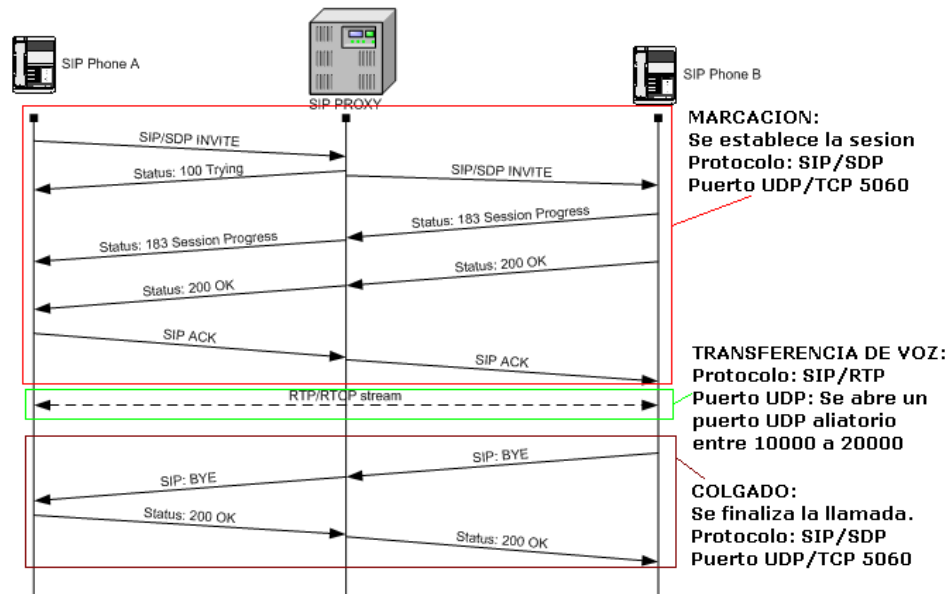 SIP Phone A
SIP PROXY
SIP Phone B
MARCACION:
Se establece la sesion
Protocolo: SIP/SDP
Puerto UDP/TCP 5060
SIP/SDP INVITE
Status: 100 Trying
SIP/SDP INVITE
Status: 183 Session Progress
Status: 183 Session Progress
Status: 200 OK
Status: 200 OK
SIP ACK
SIP ACK
TRANSFERENCIA DE VOZ:
Protocolo: SIP/RTP
Puerto UDP: Se abre un
puerto UDP aliatorio
entre 10000 a 20000
RTP/RTCP stream
SIP: BYE
SIP: BYE
Status: 200 OK
Status: 200 OK
COLGADO:
Se finaliza la llamada.
Protocolo: SIP/SDP
Puerto UDP/TCP 5060